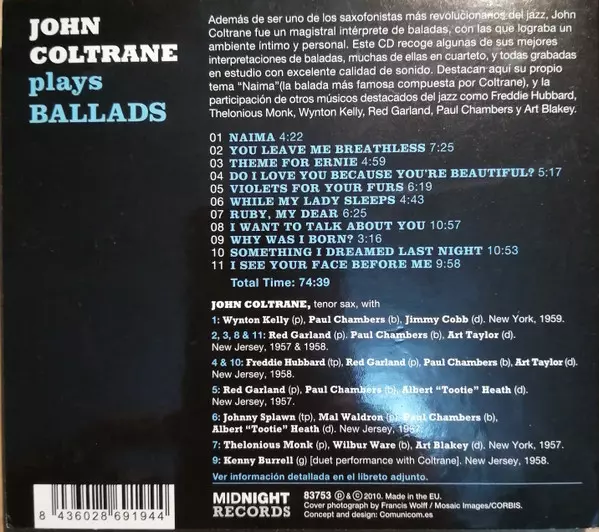 JOHN
COLTRANE
plays
BALLADS
Además de ser uno de los saxofonistas más revolucionarios del jazz, John
Coltrane fue un magistral intérprete de baladas, con las que lograba un
ambiente íntimo y personal. Este CD recoge algunas de sus mejores
interpretaciones de baladas, muchas de ellas en cuarteto, y todas grabadas
en estudio con excelente calidad de sonido. Destacan aquí su propio
tema "Naima"(la balada más famosa compuesta por Coltrane), y la
participación de otros músicos destacados del jazz como Freddie Hubbard,
Thelonious Monk, Wynton Kelly, Red Garland, Paul Chambers y Art Blakey.
01 NAIMA 4:22
02 YOU LEAVE ME BREATHLESS 7:25
03 THEME FOR ERNIE 4:59
04 DO I LOVE YOU BECAUSE YOU'RE BEAUTIFUL? 5:17
05 VIOLETS FOR YOUR FURS 6:19
06 WHILE MY LADY SLEEPS 4:43
07 RUBY, MY DEAR 6:25
08 I WANT TO TALK ABOUT YOU 10:57
09 WHY WAS I BORN? 3:16
10 SOMETHING I DREAMED LAST NIGHT 10:53
11 I SEE YOUR FACE BEFORE ME 9:58
Total Time: 74:39
JOHN COLTRANE, tenor sax, with
1: Wynton Kelly (p), Paul Chambers (b), Jimmy Cobb (d). New York, 1959.
2, 3, 8 & 11: Red Garland (p), Paul Chambers (b), Art Taylor (d).
New Jersey, 1957 & 1958.
4 & 10: Freddie Hubbard (tp), Red Garland (p), Paul Chambers (b), Art Taylor (d).
New Jersey, 1958.
5: Red Garland (p), Paul Chambers (b), Albert "Tootie" Heath (d).
New Jersey, 1957.
6: Johnny Splawn (tp), Mal Waldron (p), Paul Chambers (b),
Albert "Tootie" Heath (d). New Jersey, 1957.
7: Thelonious Monk (p), Wilbur Ware (b), Art Blakey (d). New York, 1957.
9: Kenny Burrell (g) [duet performance with Coltrane]. New Jersey, 1958.
Ver información detallada en el libreto adjunto.
MIDNIGHT
RECORDS
83753 ℗ & © 2010. Made in the EU.
Cover photograph by Francis Wolff / Mosaic Images/CORBIS.
Concept and design: Comunicom.es
8 436028 691944